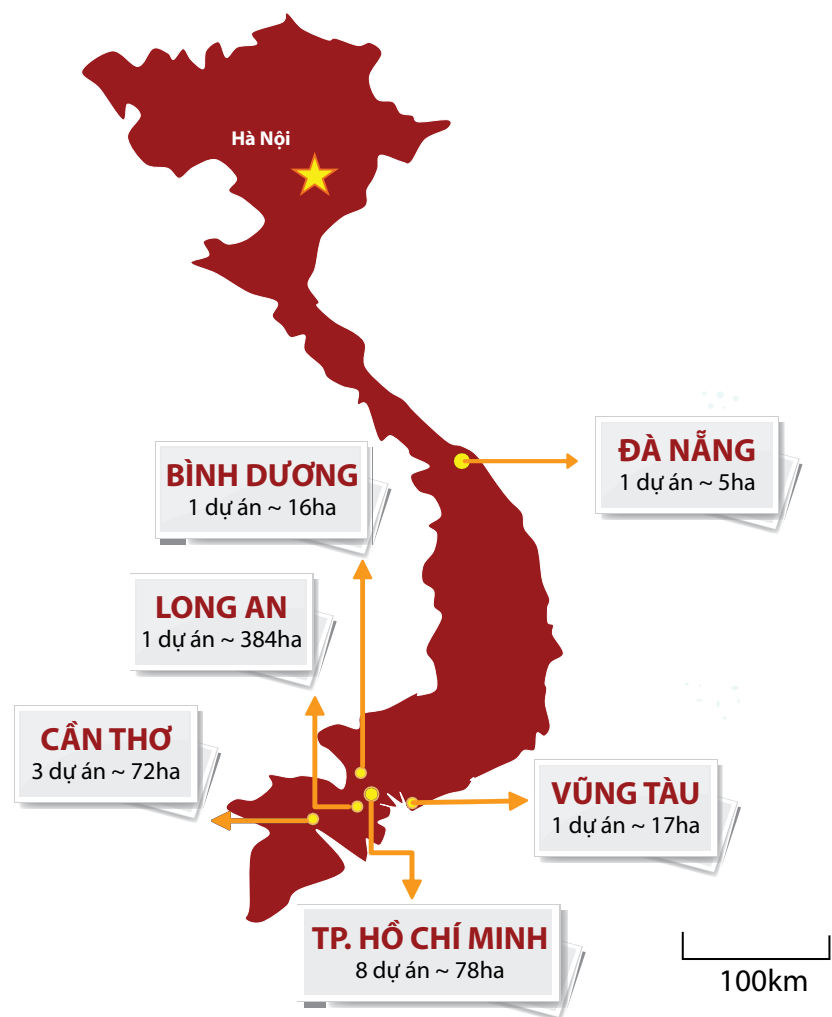 Hà Nội
ĐÀ NẴNG
1 dự án ~ 5ha
BÌNH DƯƠNG
1 dự án ~ 16ha
LONG AN
1 dự án ~ 384ha
CẦN THƠ
3 dự án ~ 72ha
VŨNG TÀU
1 dự án ~ 17ha
TP. HỒ CHÍ MINH
8 dự án ~ 78ha
100km